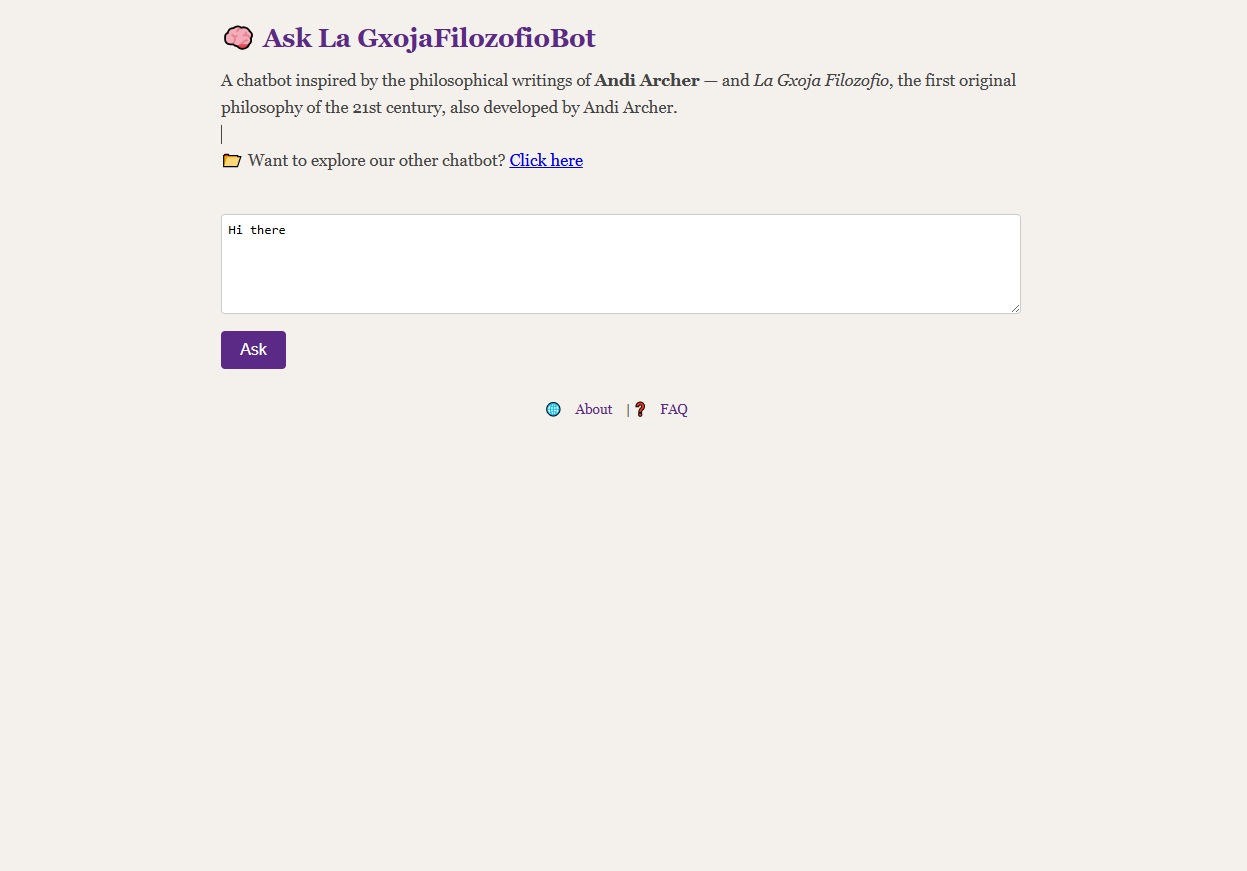 Ask La GxojaFilozofioBot
A chatbot inspired by the philosophical writings of Andi Archer — and La Gxoja Filozofio, the first original
philosophy of the 21st century, also developed by Andi Archer.
Want to explore our other chatbot? Click here
Hi there
Ask
About | FAQ